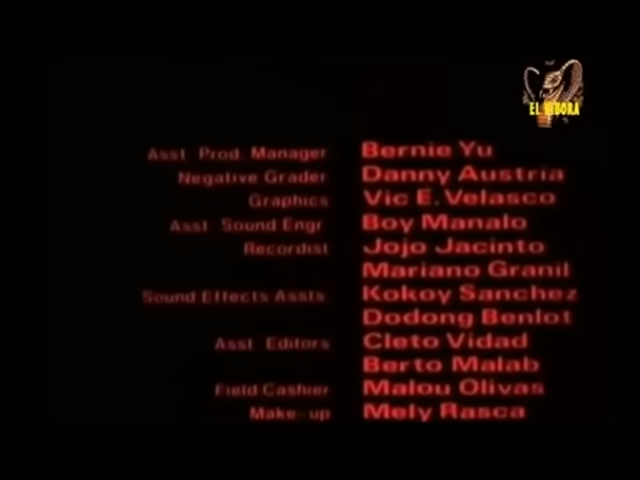 EL VIBORA
Asst. Prod. Manager Bernie Yu
Negative Grader Danny Austria
Graphics Vic E. Velasco
Asst. Sound Engr. Boy Manalo
Recordist Jojo Jacinto
Mariano Granil
Sound Effects Assts. Kokoy Sanchez
Dodong Benlot
Asst. Editors Cleto Vidad
Berto Malab
Field Cashier Malou Olivas
Make-up Mely Rasca